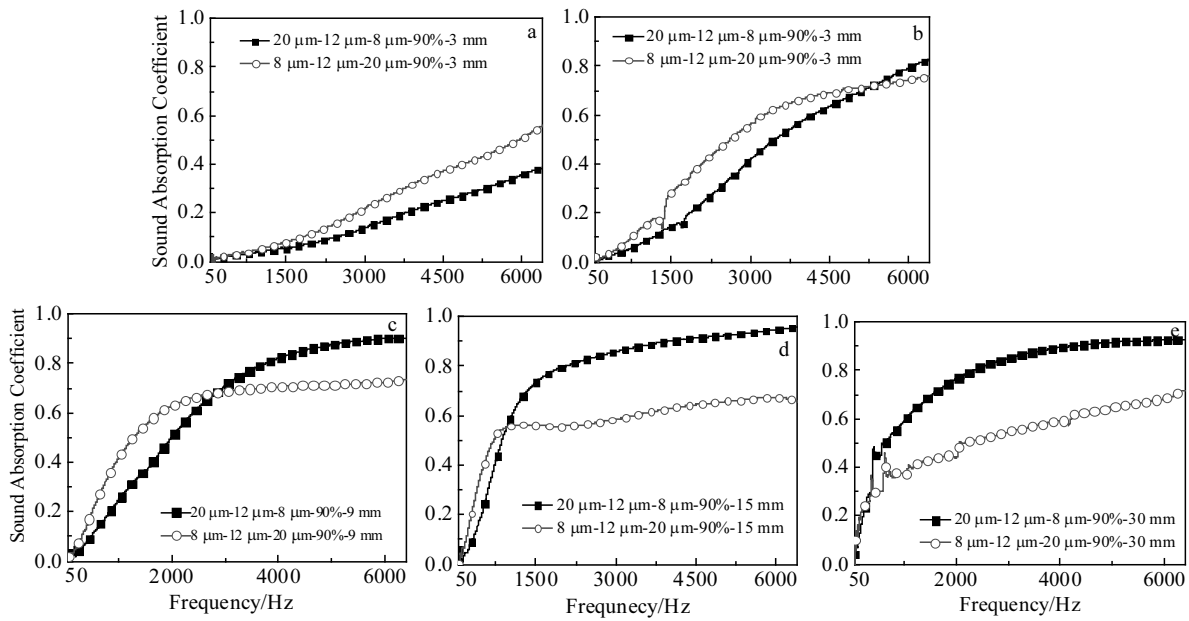 Sound Absorption Coefficient
1.0
0.8
0.6
0.4
0.2
0.0
20 μm-12 μm-8 μm-90%-3 mm
8 μm-12 μm-20 μm-90%-3 mm
a
50 1500 3000 4500 6000
1.0
0.8
0.6
0.4
0.2
0.0
20 μm-12 μm-8 μm-90%-3 mm
8 μm-12 μm-20 μm-90%-3 mm
b
50 1500 3000 4500 6000
Sound Absorption Coefficient
1.0
0.8
0.6
0.4
0.2
0.0
c
20 μm-12 μm-8 μm-90%-9 mm
8 μm-12 μm-20 μm-90%-9 mm
50 2000 4000 6000
Frequency/Hz
1.0
0.8
0.6
0.4
0.2
0.0
d
20 μm-12 μm-8 μm-90%-15 mm
8 μm-12 μm-20 μm-90%-15 mm
50 1500 3000 4500 6000
Frequnecy/Hz
1.0
0.8
0.6
0.4
0.2
0.0
e
20 μm-12 μm-8 μm-90%-30 mm
8 μm-12 μm-20 μm-90%-30 mm
50 2000 4000 6000
Frequency/Hz